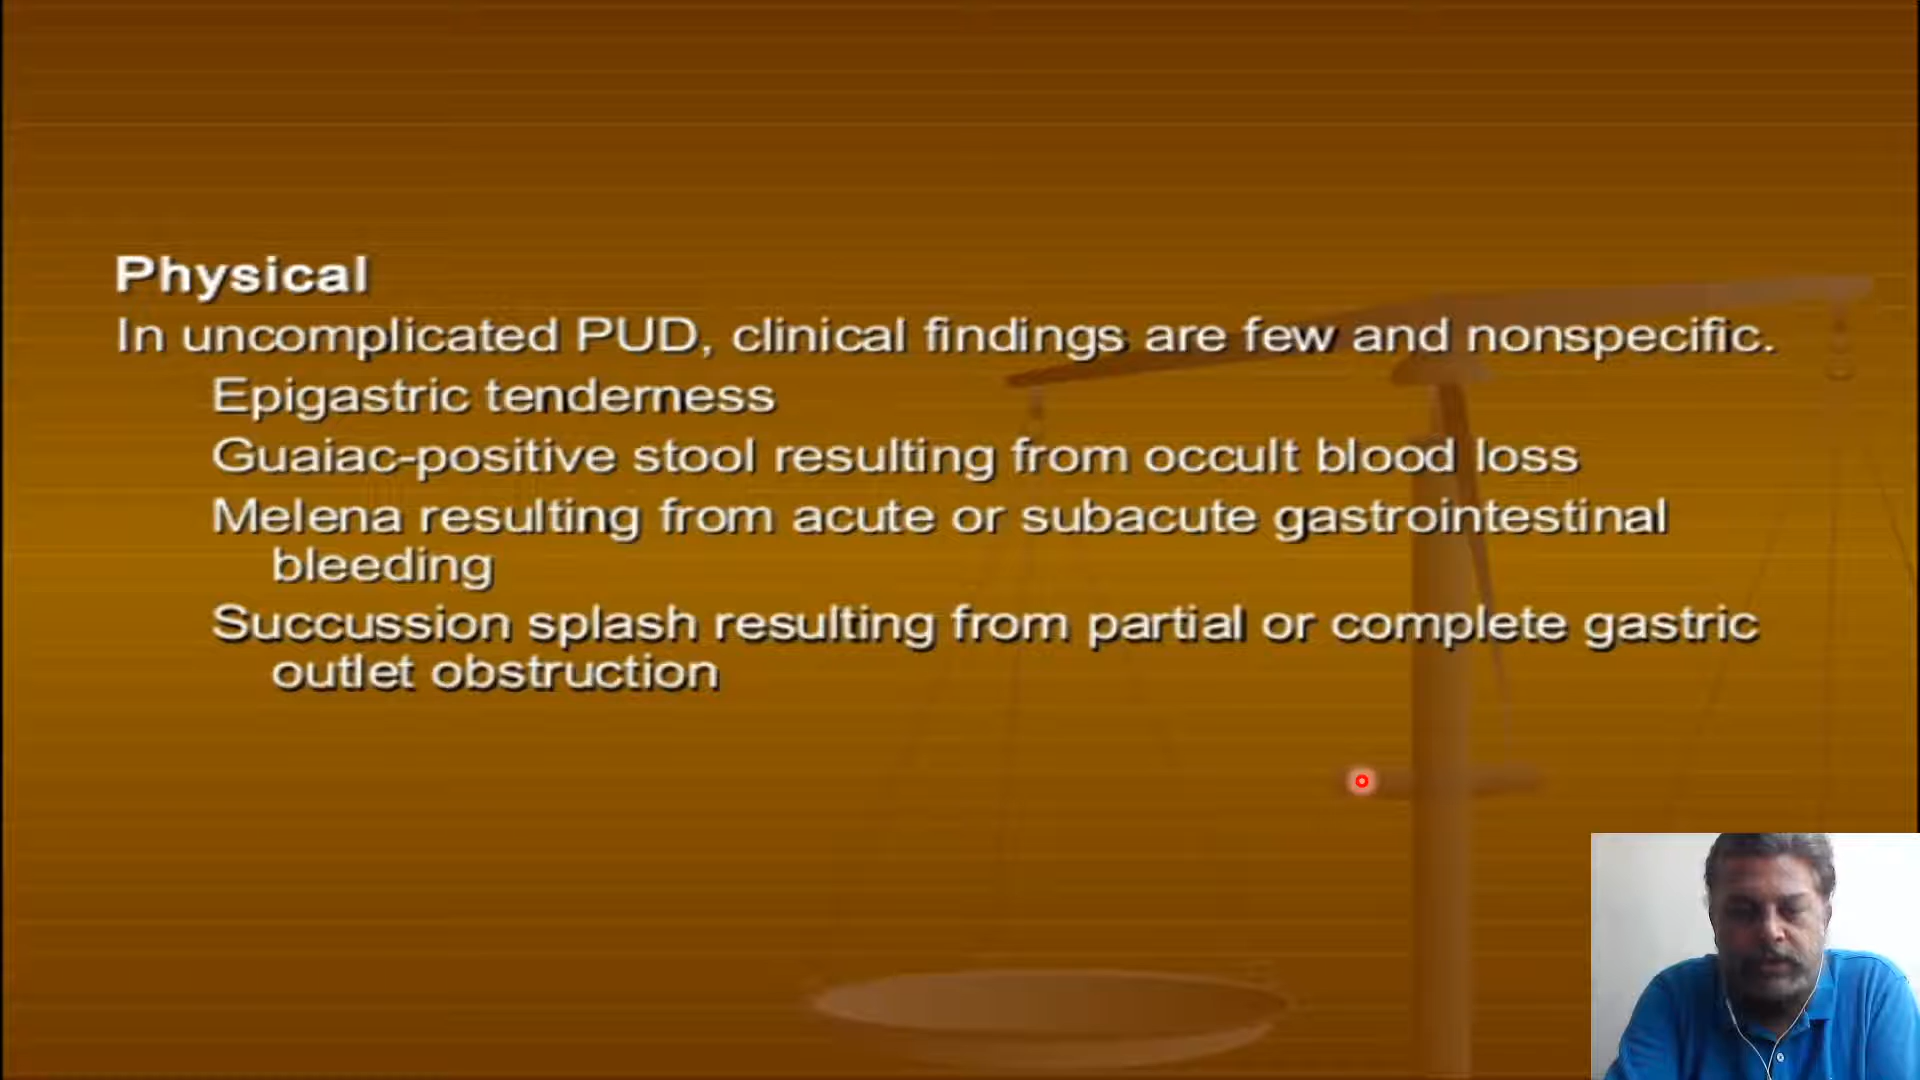 Physical
In uncomplicated PUD, clinical findings are few and nonspecific.
Epigastric tenderness
Guaiac-positive stool resulting from occult blood loss
Melena resulting from acute or subacute gastrointestinal
bleeding
Succussion splash resulting from partial or complete gastric
outlet obstruction